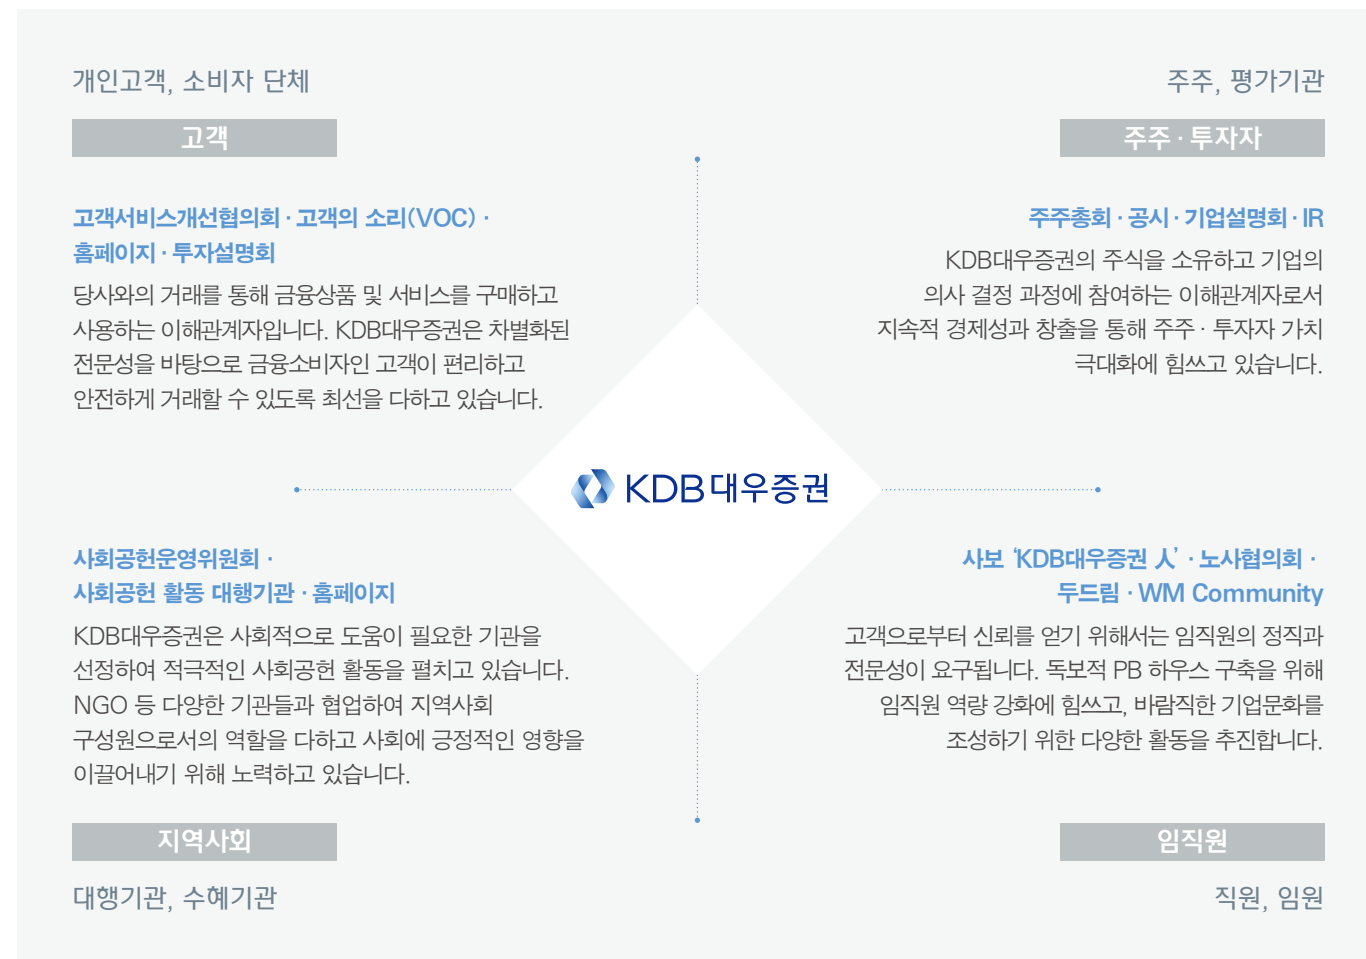 개인고객, 소비자 단체
고객
고객서비스개선협의회 · 고객의 소리(VOC) ·
홈페이지 · 투자설명회
당사와의 거래를 통해 금융상품 및 서비스를 구매하고
사용하는 이해관계자입니다. KDB대우증권은 차별화된
전문성을 바탕으로 금융소비자인 고객이 편리하고
안전하게 거래할 수 있도록 최선을 다하고 있습니다.
주주, 평가기관
주주 · 투자자
주주총회 · 공시 · 기업설명회 · IR
KDB대우증권의 주식을 소유하고 기업의
의사 결정 과정에 참여하는 이해관계자로서
지속적 경제성과 창출을 통해 주주 · 투자자 가치
극대화에 힘쓰고 있습니다.
KDB대우증권
사회공헌운영위원회 ·
사회공헌 활동 대행기관 · 홈페이지
KDB대우증권은 사회적으로 도움이 필요한 기관을
선정하여 적극적인 사회공헌 활동을 펼치고 있습니다.
NGO 등 다양한 기관들과 협업하여 지역사회
구성원으로서의 역할을 다하고 사회에 긍정적인 영향을
이끌어내기 위해 노력하고 있습니다.
지역사회
대행기관, 수혜기관
사보 ‘KDB대우증권 人’ · 노사협의회 ·
두드림 · WM Community
고객으로부터 신뢰를 얻기 위해서는 임직원의 정직과
전문성이 요구됩니다. 독보적 PB 하우스 구축을 위해
임직원 역량 강화에 힘쓰고, 바람직한 기업문화를
조성하기 위한 다양한 활동을 추진합니다.
임직원
직원, 임원